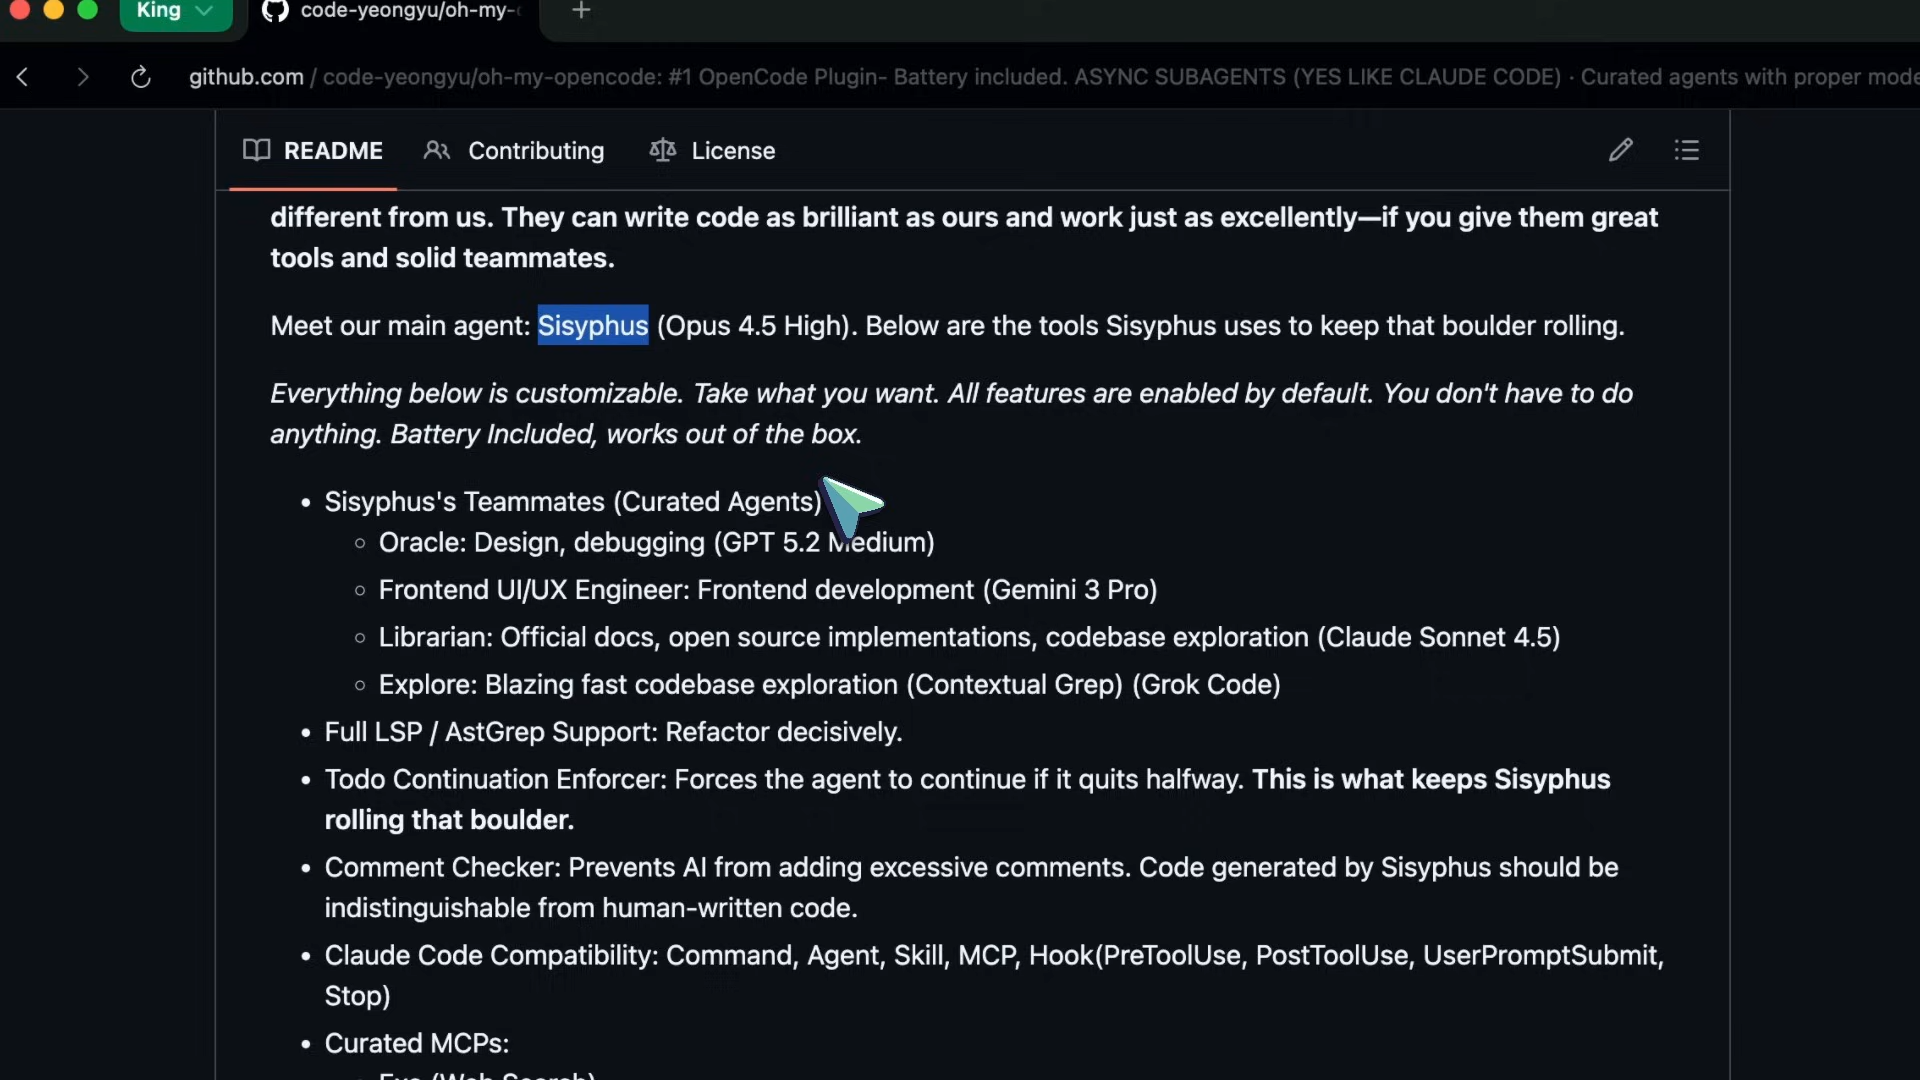 King
code-yeongyu/oh-my-
github.com / code-yeongyu/oh-my-opencode: #1 OpenCode Plugin- Battery included. ASYNC SUBAGENTS (YES LIKE CLAUDE CODE) · Curated agents with proper mode
README
Contributing
License
different from us. They can write code as brilliant as ours and work just as excellently—if you give them great
tools and solid teammates.
Meet our main agent: Sisyphus (Opus 4.5 High). Below are the tools Sisyphus uses to keep that boulder rolling.
Everything below is customizable. Take what you want. All features are enabled by default. You don't have to do
anything. Battery Included, works out of the box.
• Sisyphus's Teammates (Curated Agents)
◦ Oracle: Design, debugging (GPT 5.2 Medium)
◦ Frontend UI/UX Engineer: Frontend development (Gemini 3 Pro)
◦ Librarian: Official docs, open source implementations, codebase exploration (Claude Sonnet 4.5)
◦ Explore: Blazing fast codebase exploration (Contextual Grep) (Grok Code)
• Full LSP / AstGrep Support: Refactor decisively.
• Todo Continuation Enforcer: Forces the agent to continue if it quits halfway. This is what keeps Sisyphus
rolling that boulder.
• Comment Checker: Prevents AI from adding excessive comments. Code generated by Sisyphus should be
indistinguishable from human-written code.
• Claude Code Compatibility: Command, Agent, Skill, MCP, Hook(PreToolUse, PostToolUse, UserPromptSubmit,
Stop)
• Curated MCPs:
◦ Exa (Web Search)